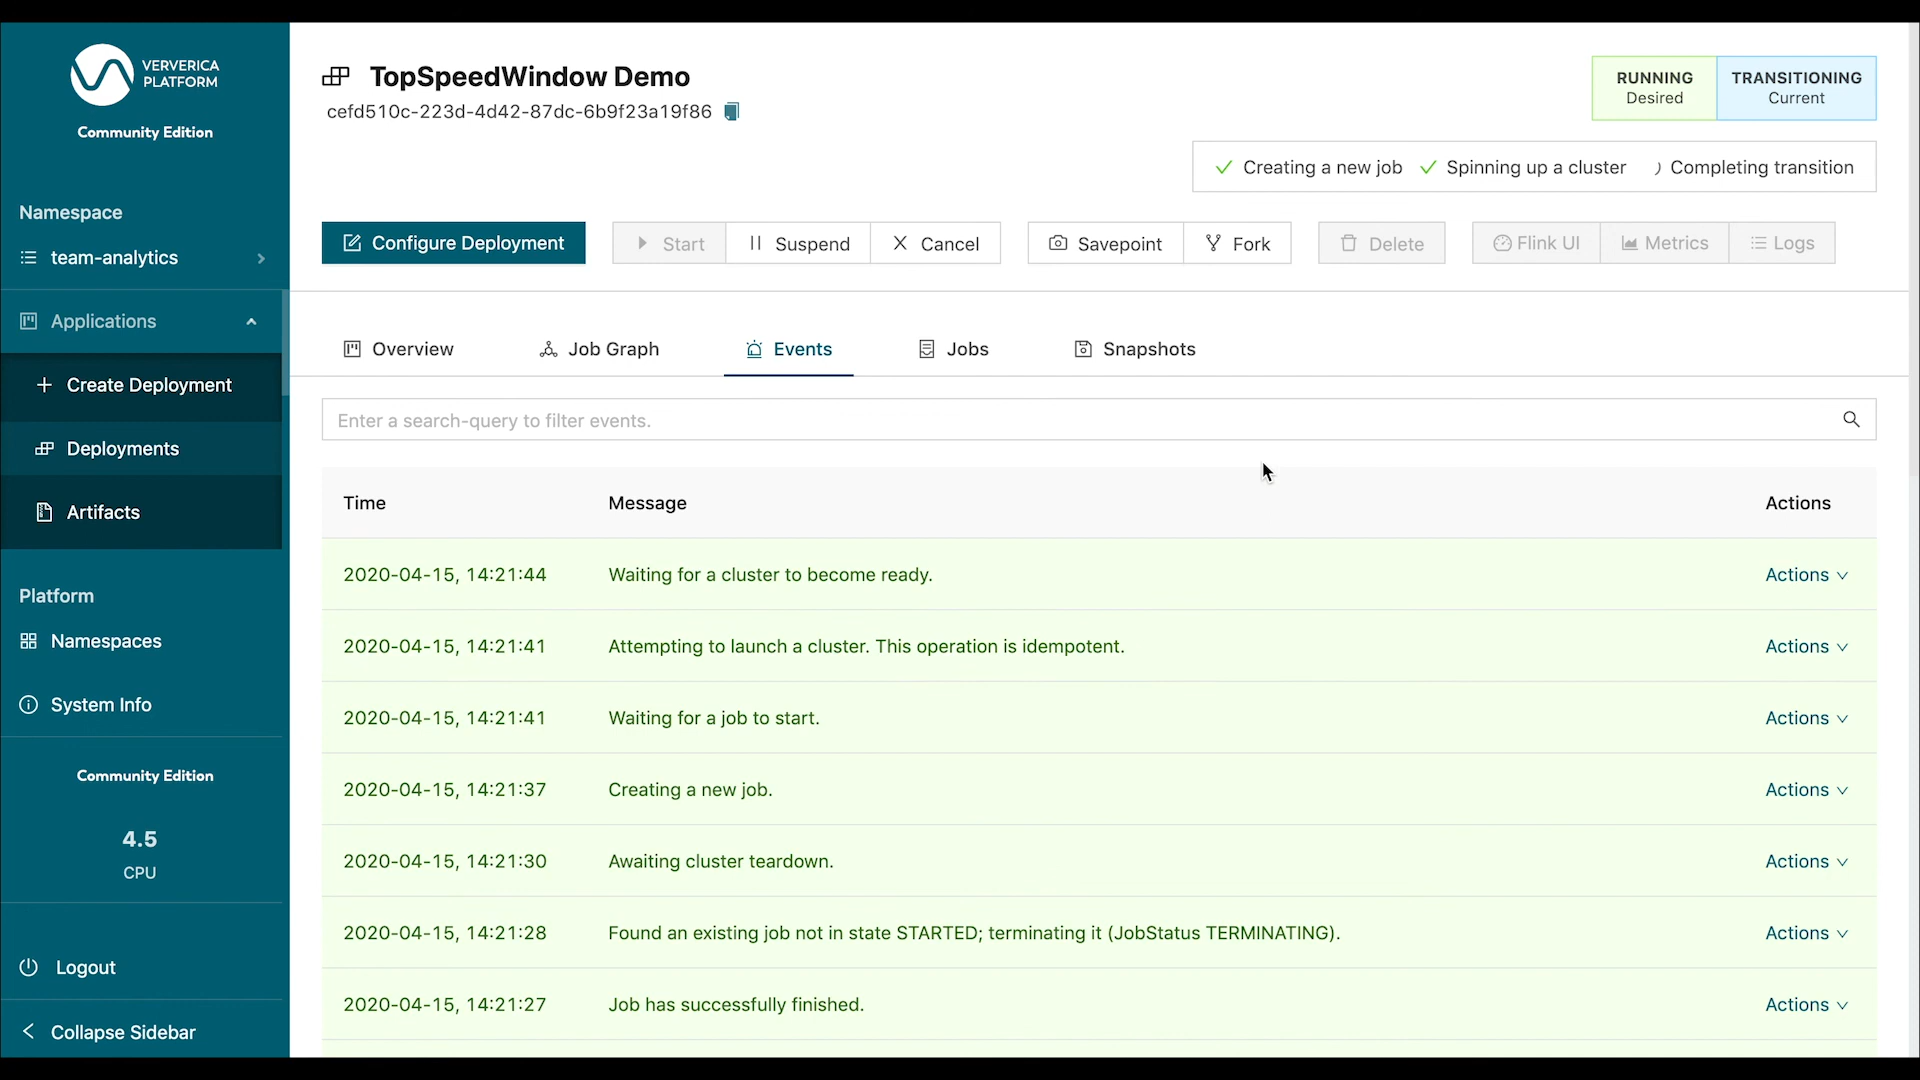 VERVERICA
PLATFORM
Community Edition
Namespace
team-analytics
Applications
Create Deployment
Deployments
Artifacts
Platform
Namespaces
System Info
Community Edition
4.5
CPU
Logout
Collapse Sidebar
TopSpeedWindow Demo
cefd510c-223d-4d42-87dc-6b9f23a19f86
RUNNING
Desired
TRANSITIONING
Current
Creating a new job Spinning up a cluster Completing transition
Configure Deployment Start Suspend Cancel Savepoint Fork Delete Flink UI Metrics Logs
Overview Job Graph Events Jobs Snapshots
Enter a search-query to filter events.
Time Message Actions
2020-04-15, 14:21:44 Waiting for a cluster to become ready. Actions
2020-04-15, 14:21:41 Attempting to launch a cluster. This operation is idempotent. Actions
2020-04-15, 14:21:41 Waiting for a job to start. Actions
2020-04-15, 14:21:37 Creating a new job. Actions
2020-04-15, 14:21:30 Awaiting cluster teardown. Actions
2020-04-15, 14:21:28 Found an existing job not in state STARTED; terminating it (JobStatus TERMINATING). Actions
2020-04-15, 14:21:27 Job has successfully finished. Actions